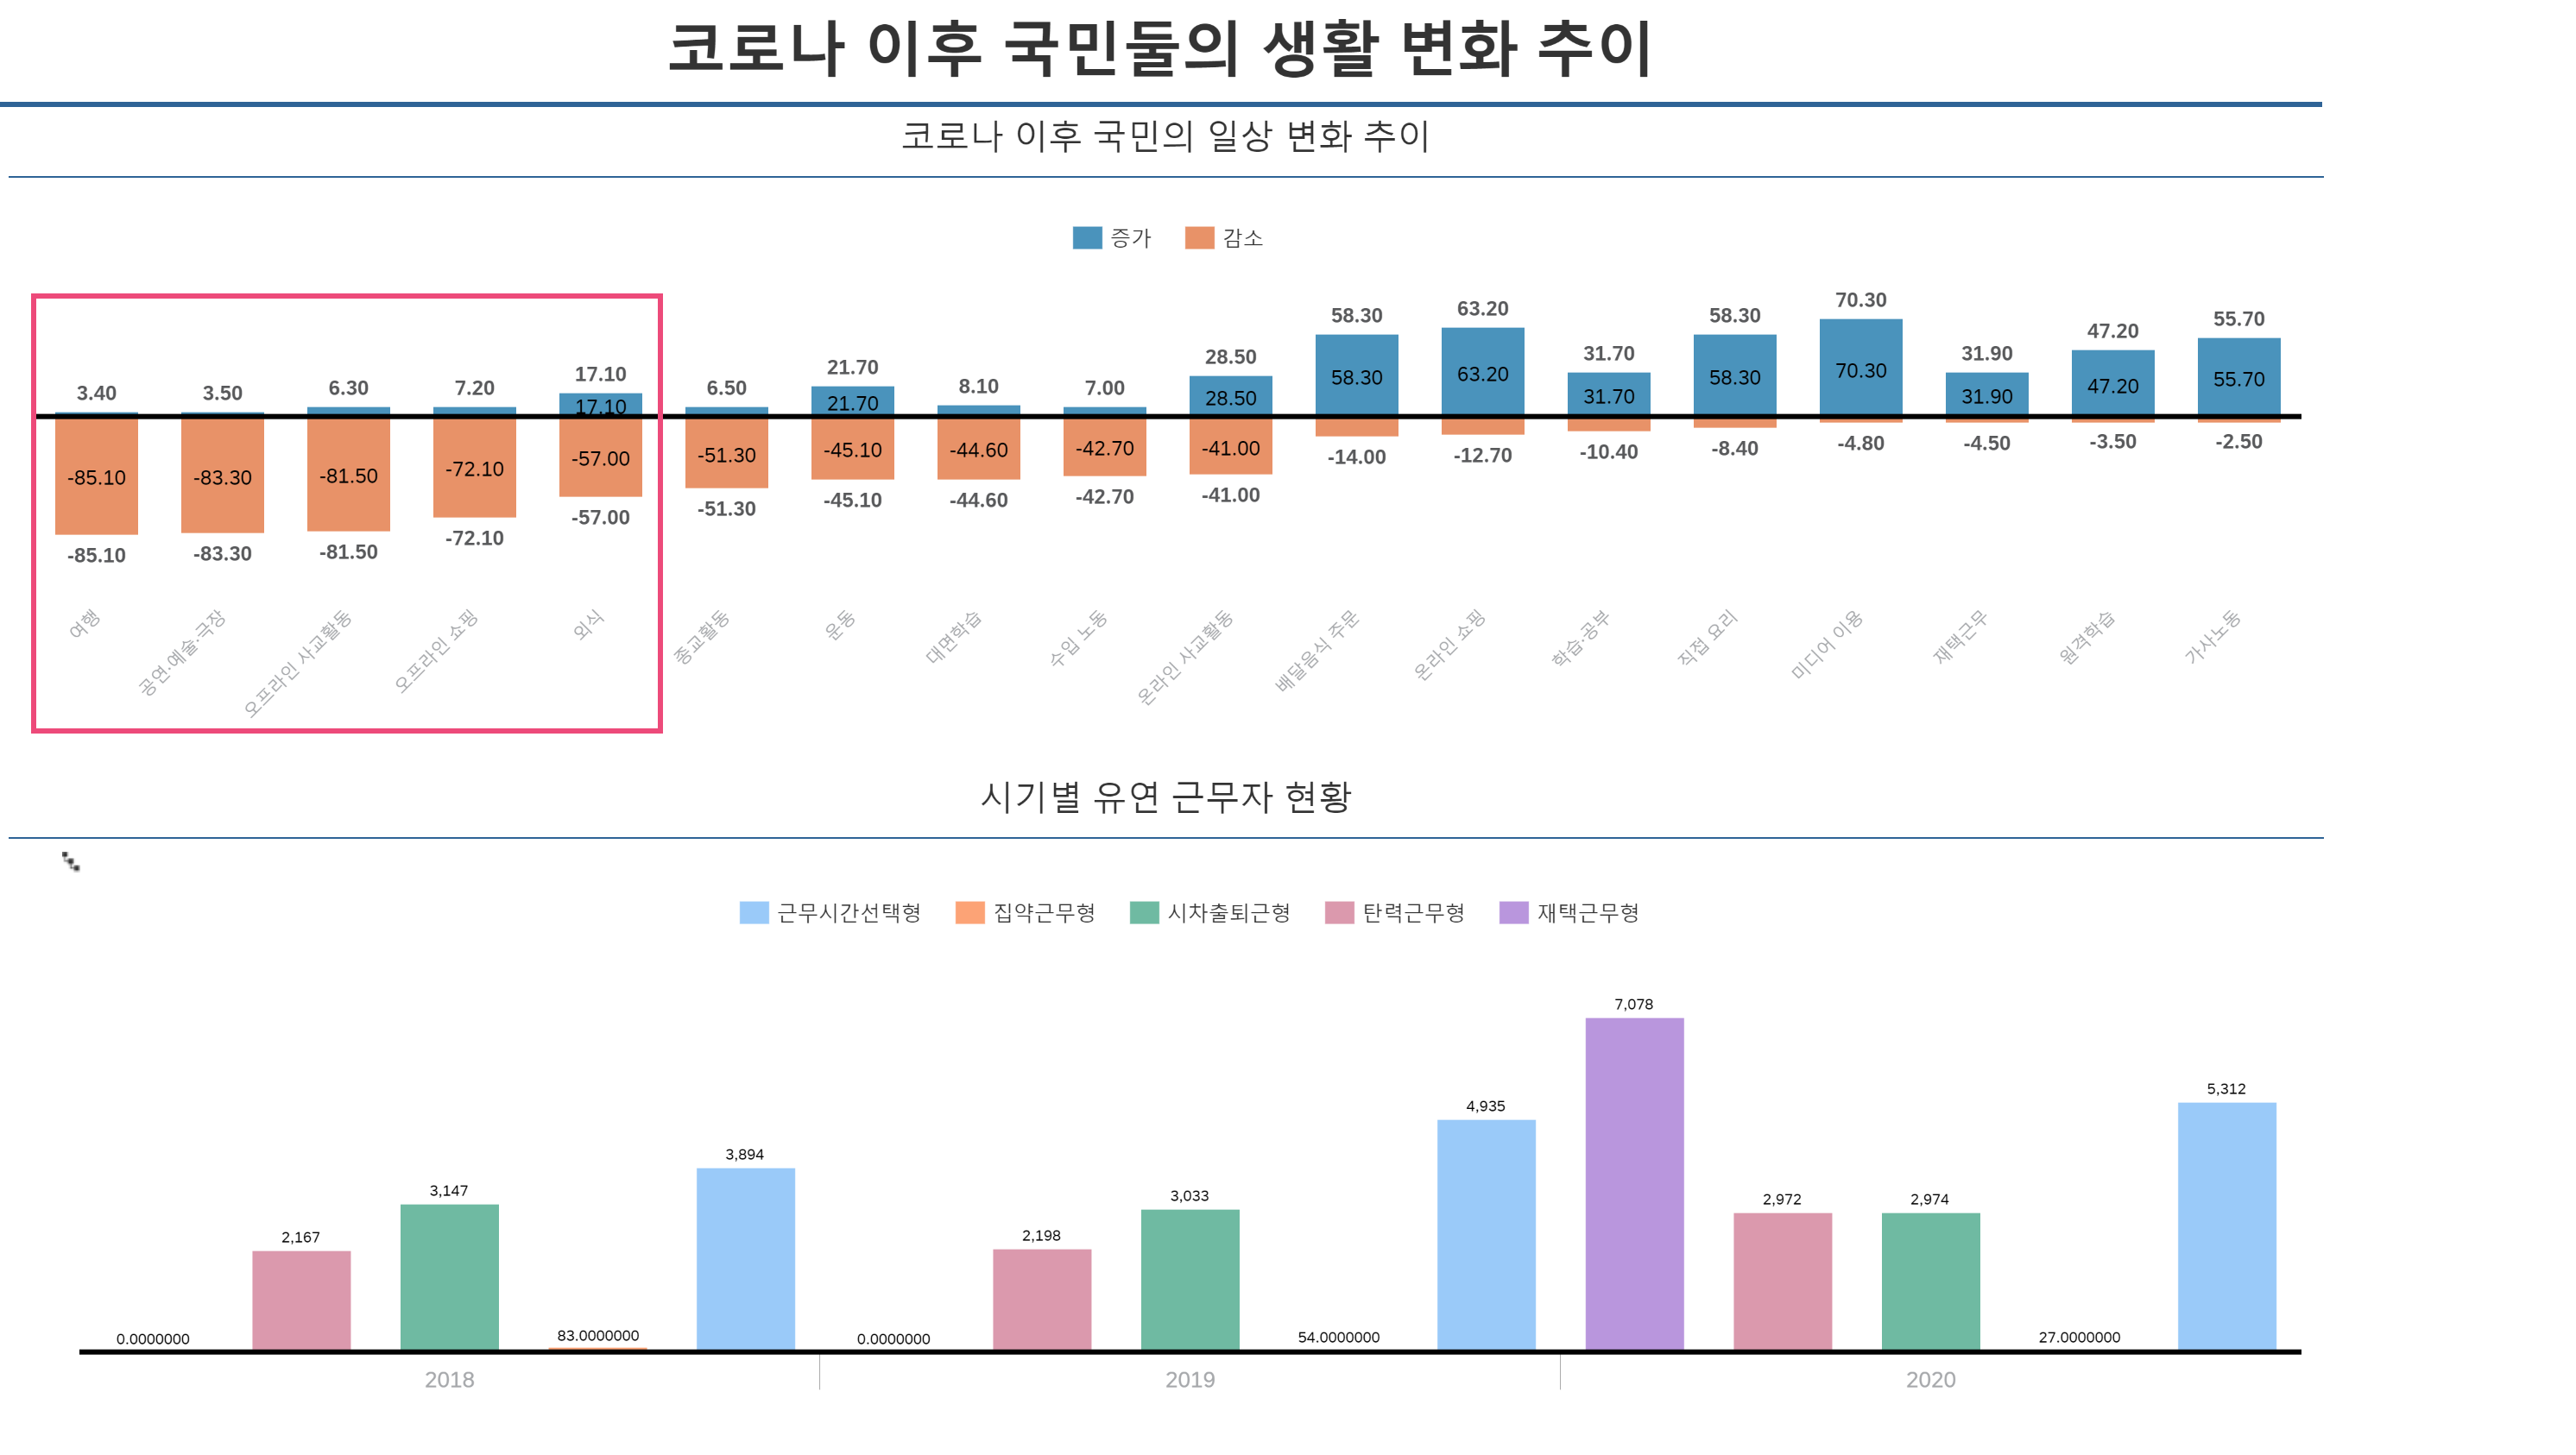 코로나 이후 국민둘의 생활 변화 추이
코로나 이후 국민의 일상 변화 추이
증가 감소
3.40 3.50 6.30 7.20 17.10 6.50 21.70 8.10 7.00 28.50 58.30 63.20 31.70 58.30 70.30 31.90 47.20 55.70
17.10 21.70 28.50 58.30 63.20 31.70 58.30 70.30 31.90 47.20 55.70
-85.10 -83.30 -81.50 -72.10 -57.00 -51.30 -45.10 -44.60 -42.70 -41.00
-85.10 -83.30 -81.50 -72.10 -57.00 -51.30 -45.10 -44.60 -42.70 -41.00 -14.00 -12.70 -10.40 -8.40 -4.80 -4.50 -3.50 -2.50
여행 공연.예술.극장 오프라인 사교활동 오프라인 쇼핑 외식 종교활동 운동 대면학습 수입 노동 온라인 사교활동 배달음식 주문 온라인 쇼핑 학습.공부 직접 요리 미디어 이용 재택근무 원격학습 가사노동
시기별 유연 근무자 현황
근무시간선택형 집약근무형 시차출퇴근형 탄력근무형 재택근무형
0.0000000 2,167 3,147 83.0000000 3,894 0.0000000 2,198 3,033 54.0000000 4,935 7,078 2,972 2,974 27.0000000 5,312
2018 2019 2020